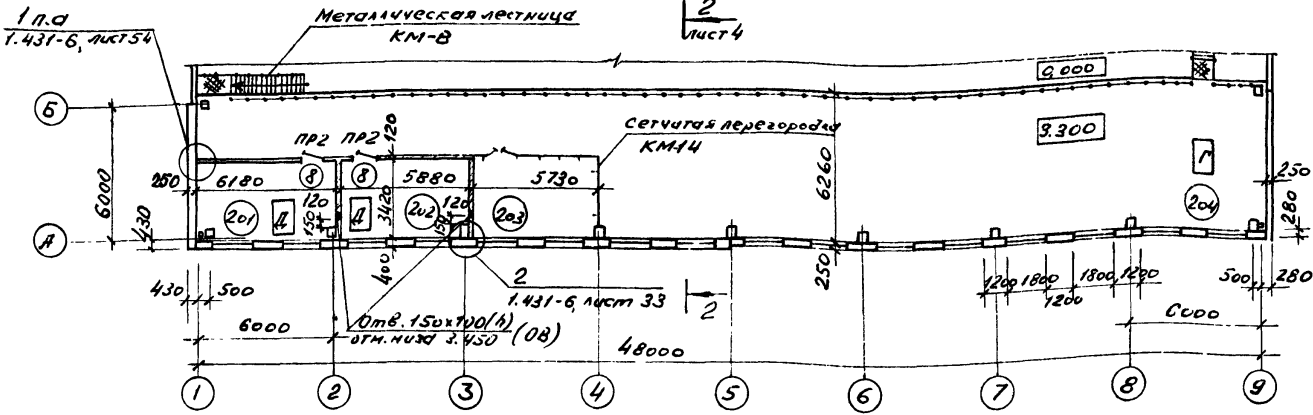 1 п.а
1.431-6, лист 54
Металлическая лестница
КМ-8
2
лист 4
0,000
Б
Сетчатая перегородка
КМ14
3.300
ПР2
ПР2
120
250
6180
8
8
5880
5730
6260
Г
250
6000
430
201
Д
120
150
Д
3420
202
120
150
203
204
280
А
400
250
2
1.431-6, лист 33
2
430
500
1200
1800
1200
1800
1200
500
280
6000
Отв. 150х100(h)
отм. низа 3.450 (ОВ)
6000
48000
1
2
3
4
5
6
7
8
9